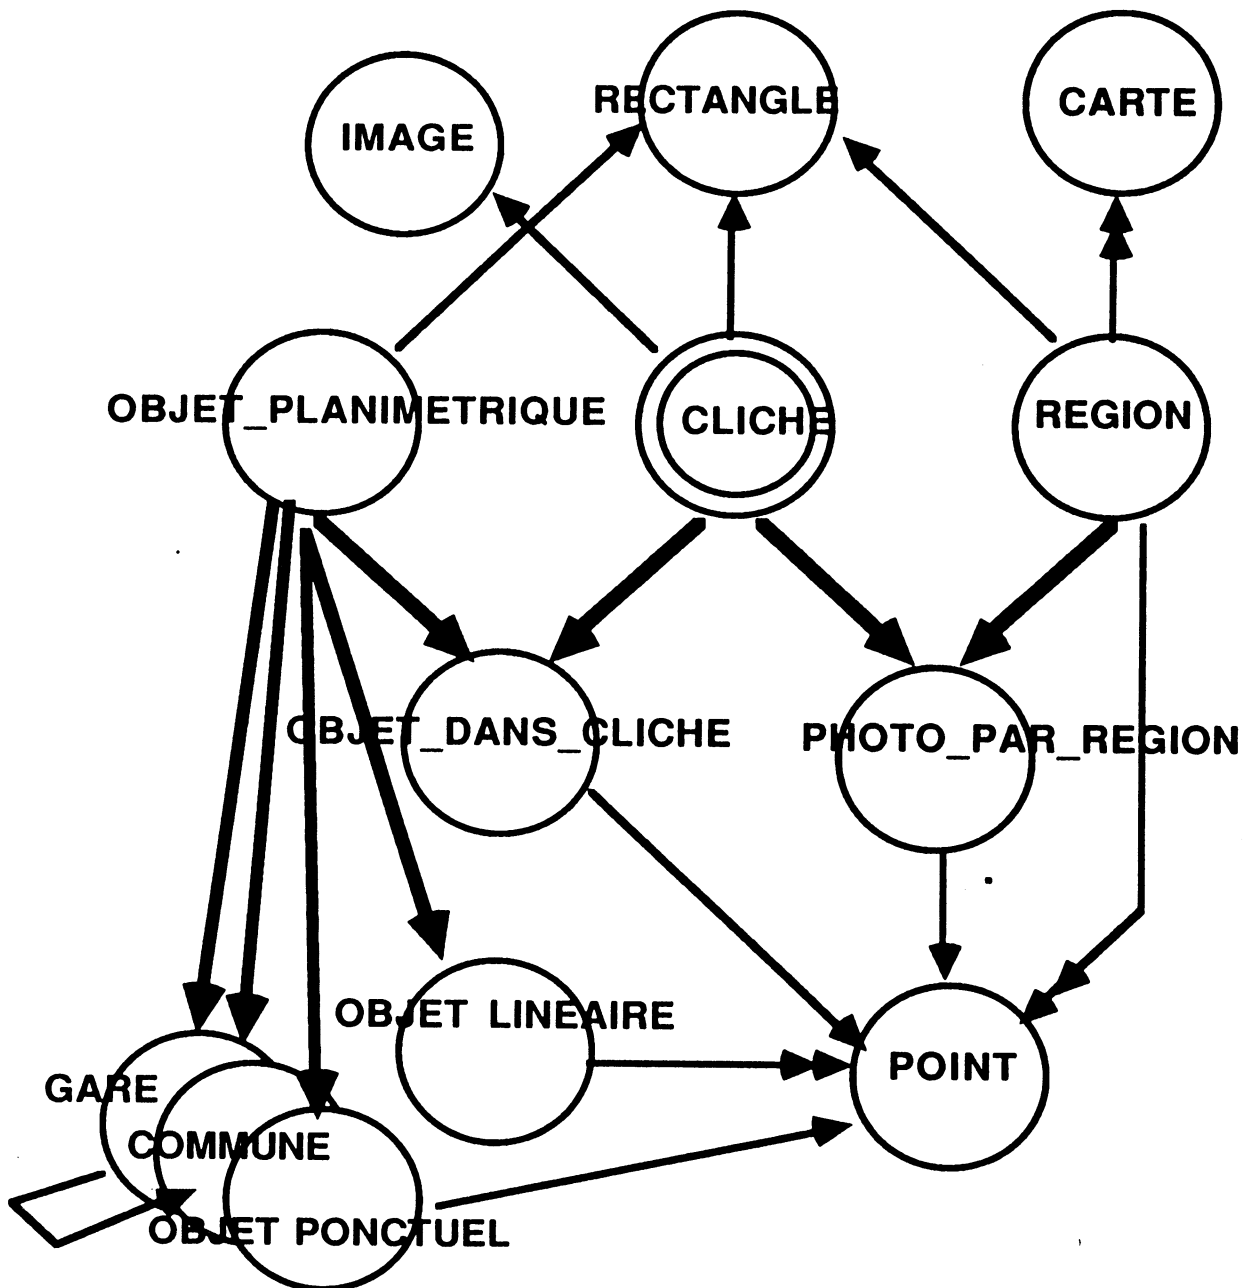 RECTANGLE
CARTE
IMAGE
OBJET_PLANIMETRIQUE
CLICHE
REGION
OBJET_DANS_CLICHE
PHOTO_PAR_REGION
OBJET LINEAIRE
POINT
GARE
COMMUNE
OBJET PONCTUEL